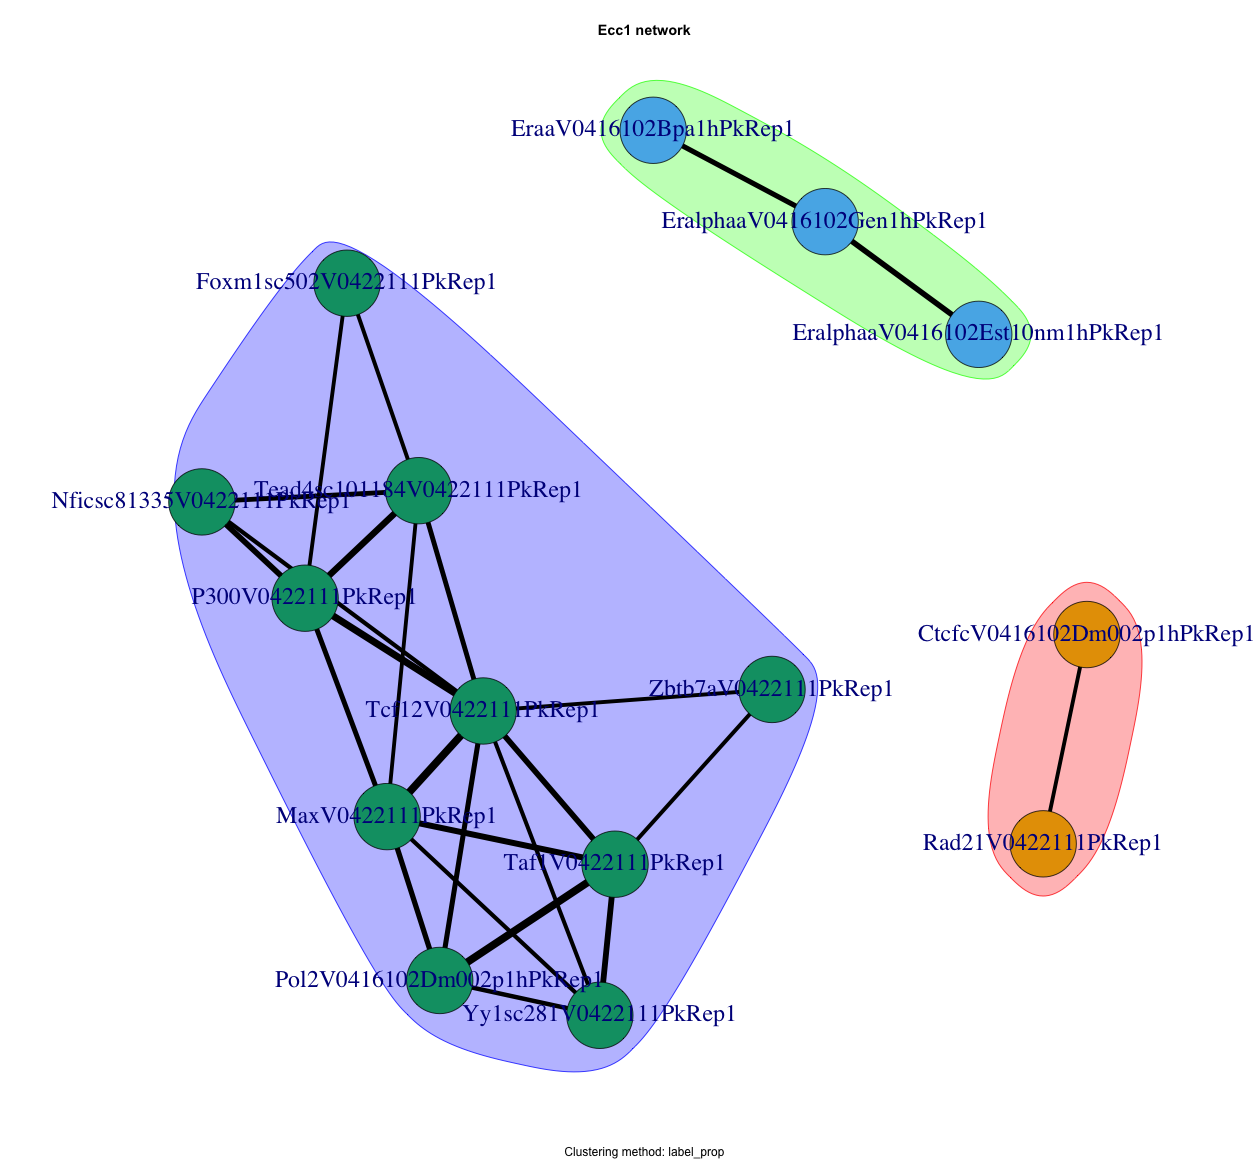 Ecc1 network
EraaV0416102Bpa1hPkRep1
EralphaaV0416102Gen1hPkRep1
Foxm1sc502V0422111PkRep1
EralphaaV0416102Est10nm1hPkRep1
Tead4sc101184V0422111PkRep1
Nficsc81335V0422111PkRep1
P300V0422111PkRep1
CtcfcV0416102Dm002p1hPkRep1
Zbtb7aV0422111PkRep1
Tcf12V0422111PkRep1
MaxV0422111PkRep1
Rad21V0422111PkRep1
Taf1V0422111PkRep1
Pol2V0416102Dm002p1hPkRep1
Yy1sc281V0422111PkRep1
Clustering method: label_prop